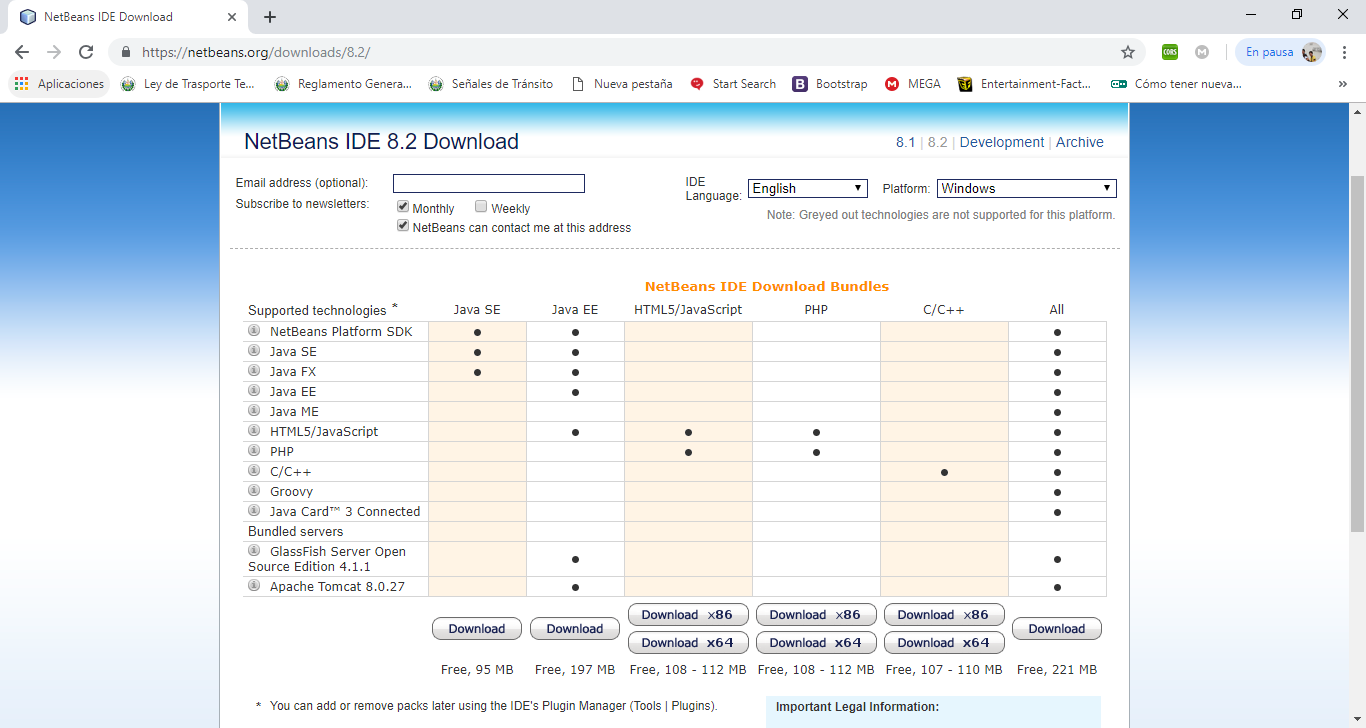 NetBeans IDE Download
https://netbeans.org/downloads/8.2/
CORS
M
En pausa
Aplicaciones
Ley de Trasporte Te...
Reglamento Genera...
Señales de Tránsito
Nueva pestaña
Start Search
B
Bootstrap
M
MEGA
Entertainment-Fact...
Cómo tener nueva...
»
NetBeans IDE 8.2 Download
8.1 | 8.2 | Development | Archive
Email address (optional):
IDE Language:
English
Platform:
Windows
Subscribe to newsletters:
Monthly
Weekly
Note: Greyed out technologies are not supported for this platform.
NetBeans can contact me at this address
NetBeans IDE Download Bundles
Supported technologies * Java SE Java EE HTML5/JavaScript PHP C/C++ All
NetBeans Platform SDK • • •
Java SE • • •
Java FX • • •
Java EE • •
Java ME •
HTML5/JavaScript • • • •
PHP • • •
C/C++ • •
Groovy •
Java Card™ 3 Connected •
Bundled servers
GlassFish Server Open
Source Edition 4.1.1 • •
Apache Tomcat 8.0.27 • •
Download x86 Download x86 Download x86
Download Download Download
Download x64 Download x64 Download x64
Free, 95 MB Free, 197 MB Free, 108 - 112 MB Free, 108 - 112 MB Free, 107 - 110 MB Free, 221 MB
* You can add or remove packs later using the IDE's Plugin Manager (Tools | Plugins).
Important Legal Information: